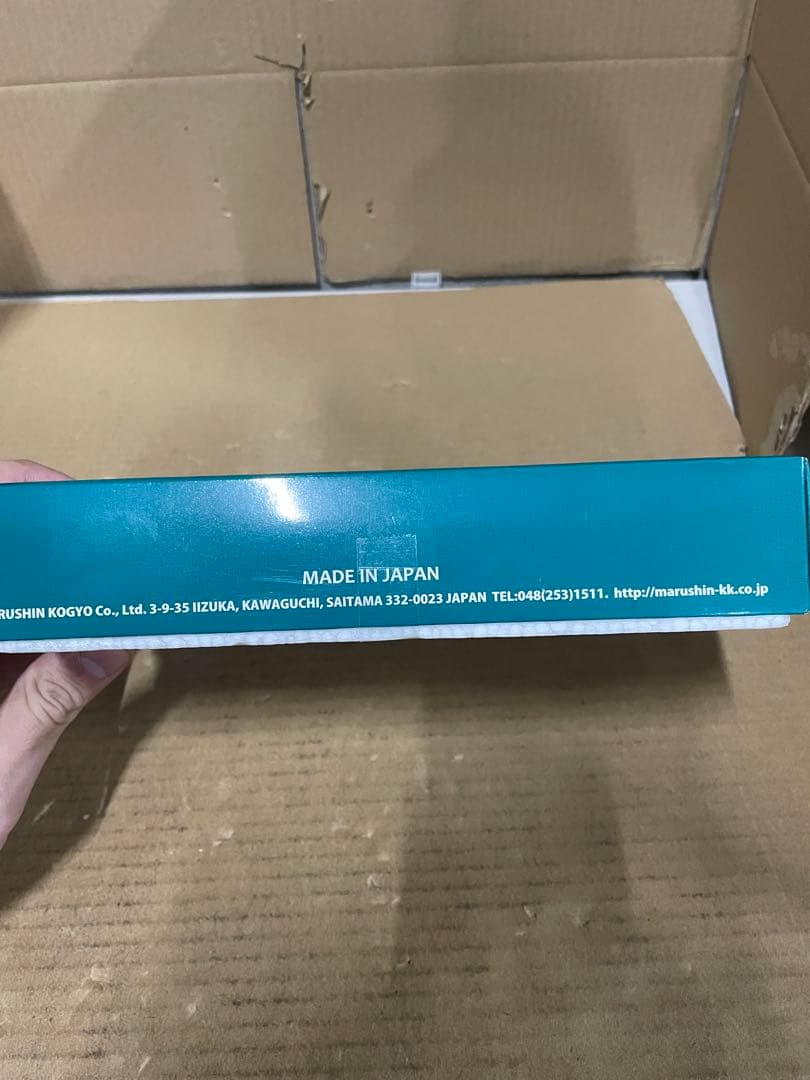 MADE IN JAPAN
RUSHIN KOGYO Co., Ltd. 3-9-35 IIZUKA, KAWAGUCHI, SAITAMA 332-0023 JAPAN TEL:048(253)1511. http://marushin-kk.co.jp